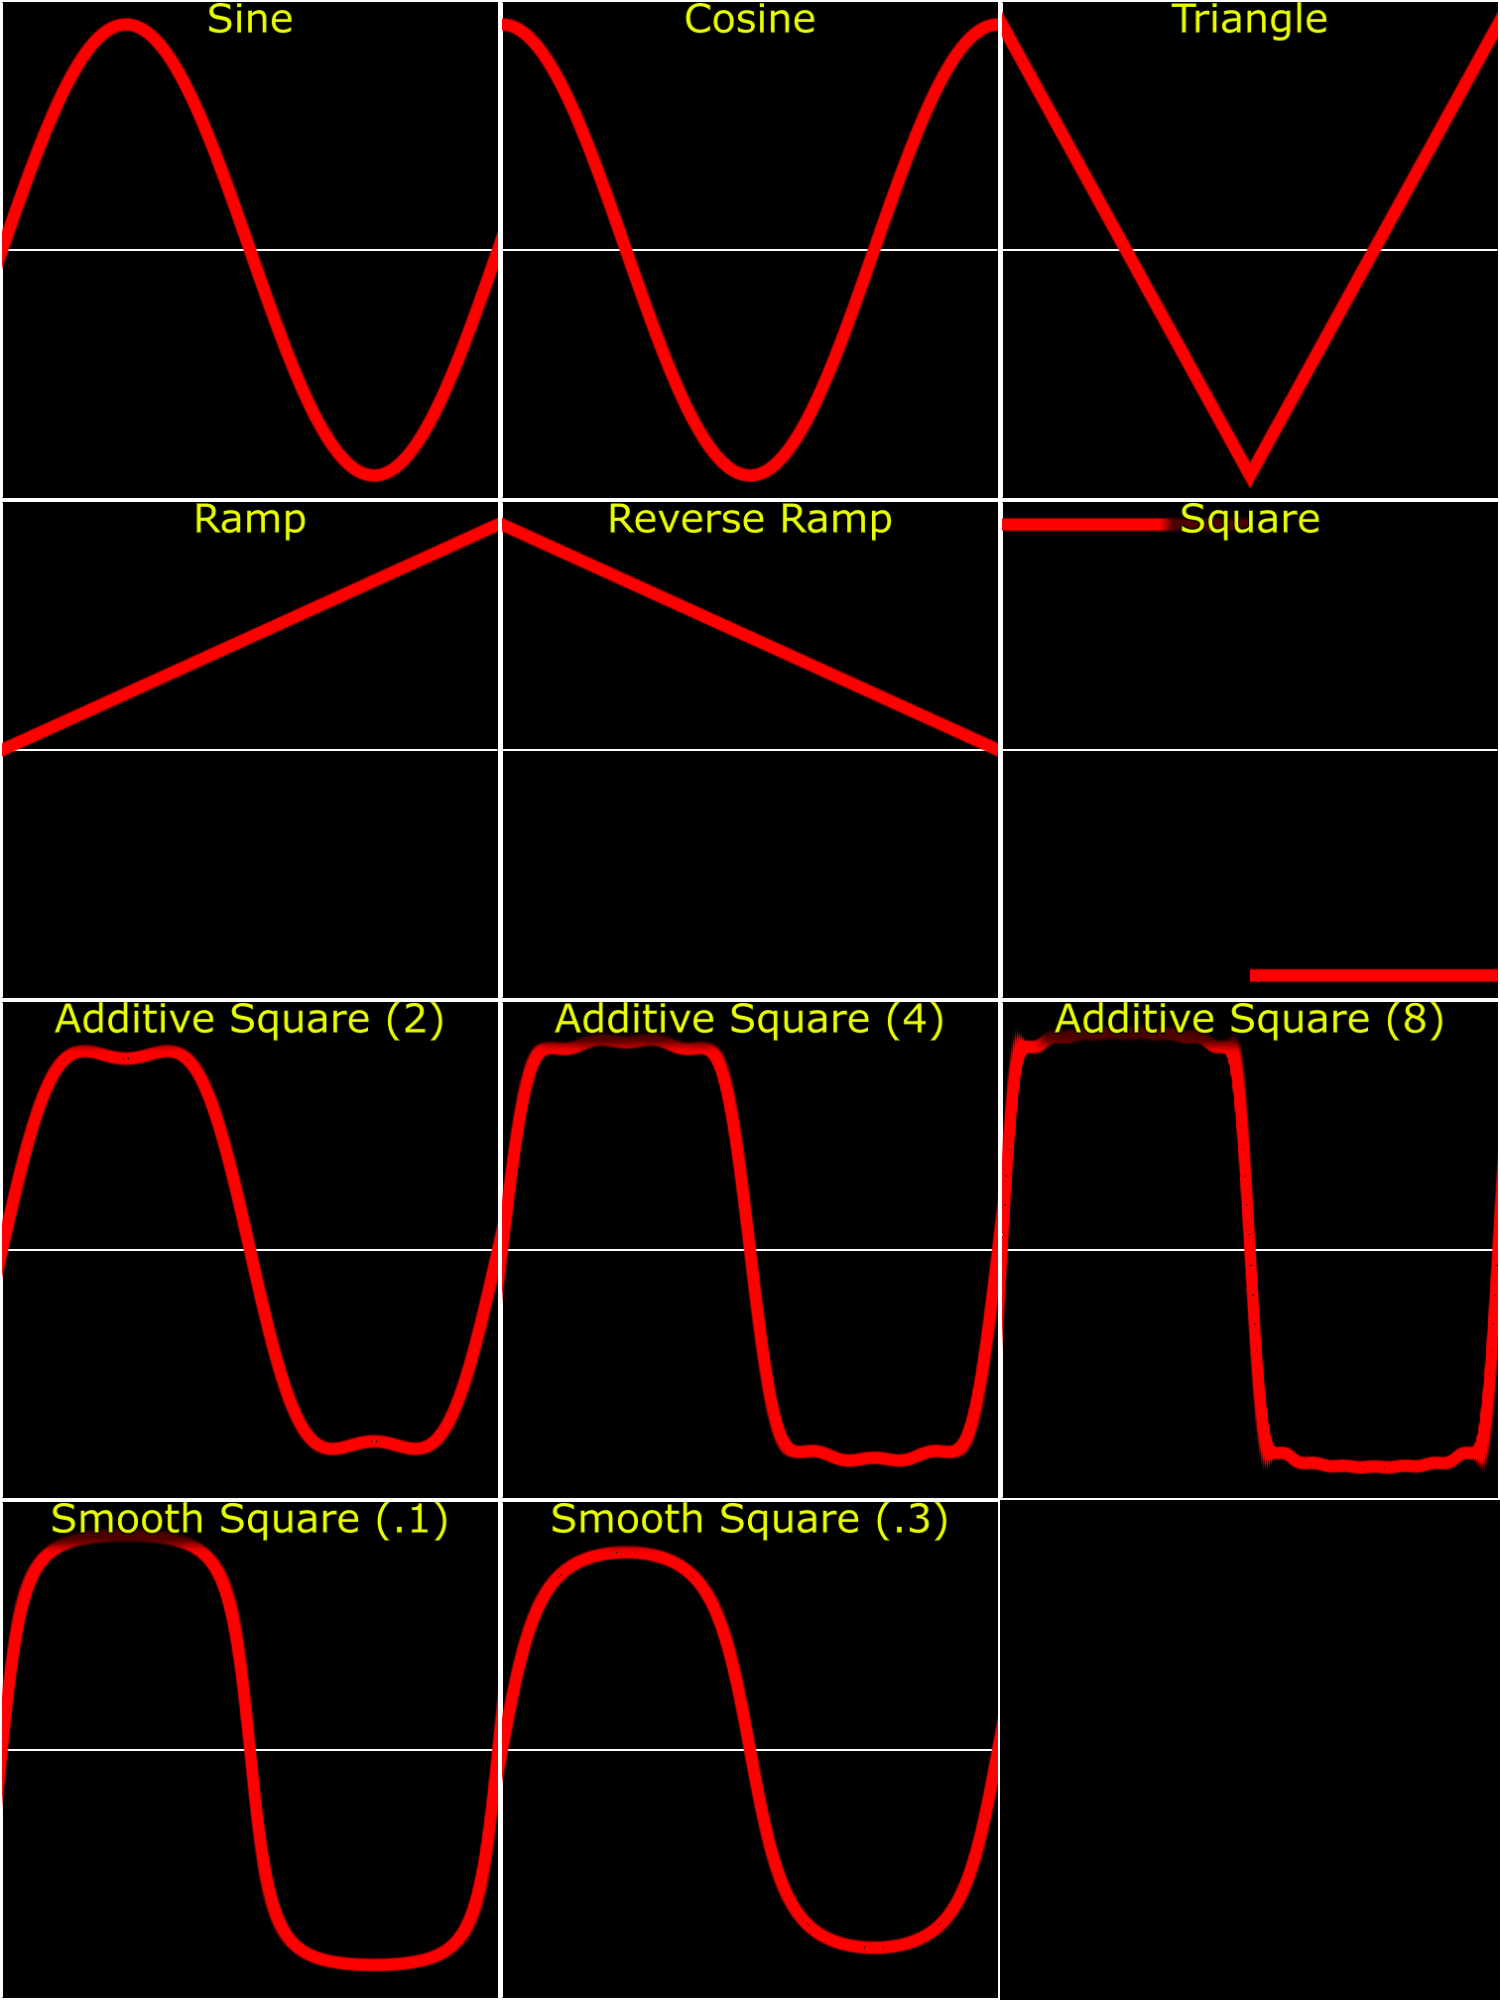 Sine
Cosine
Triangle
Ramp
Reverse Ramp
Square
Additive Square (2)
Additive Square (4)
Additive Square (8)
Smooth Square (.1)
Smooth Square (.3)